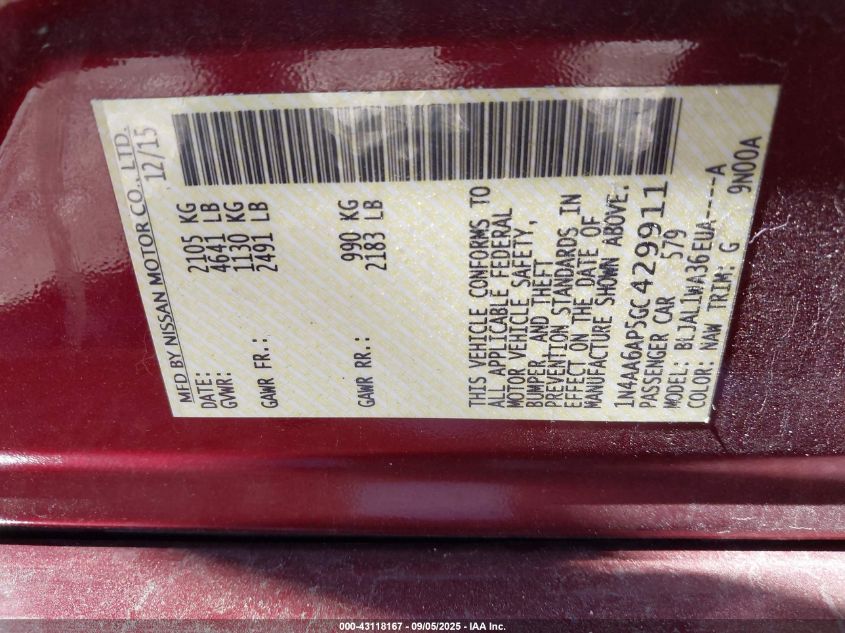 MFD BY NISSAN MOTOR CO., LTD.
DATE: 12/15
GVWR: 2105 KG
4641 LB
GAWR FR.: 1130 KG
2491 LB
GAWR RR.: 990 KG
2183 LB
THIS VEHICLE CONFORMS TO
ALL APPLICABLE FEDERAL
MOTOR VEHICLE SAFETY,
BUMPER, AND THEFT
PREVENTION STANDARDS IN
EFFECT ON THE DATE OF
MANUFACTURE SHOWN ABOVE.
1N4AA6AP5GC429911
PASSENGER CAR 579
MODEL: BLJAL1WA36EUA----A
COLOR: NAW TRIM: G 9N00A
000-43118167 - 09/05/2025 - IAA Inc.